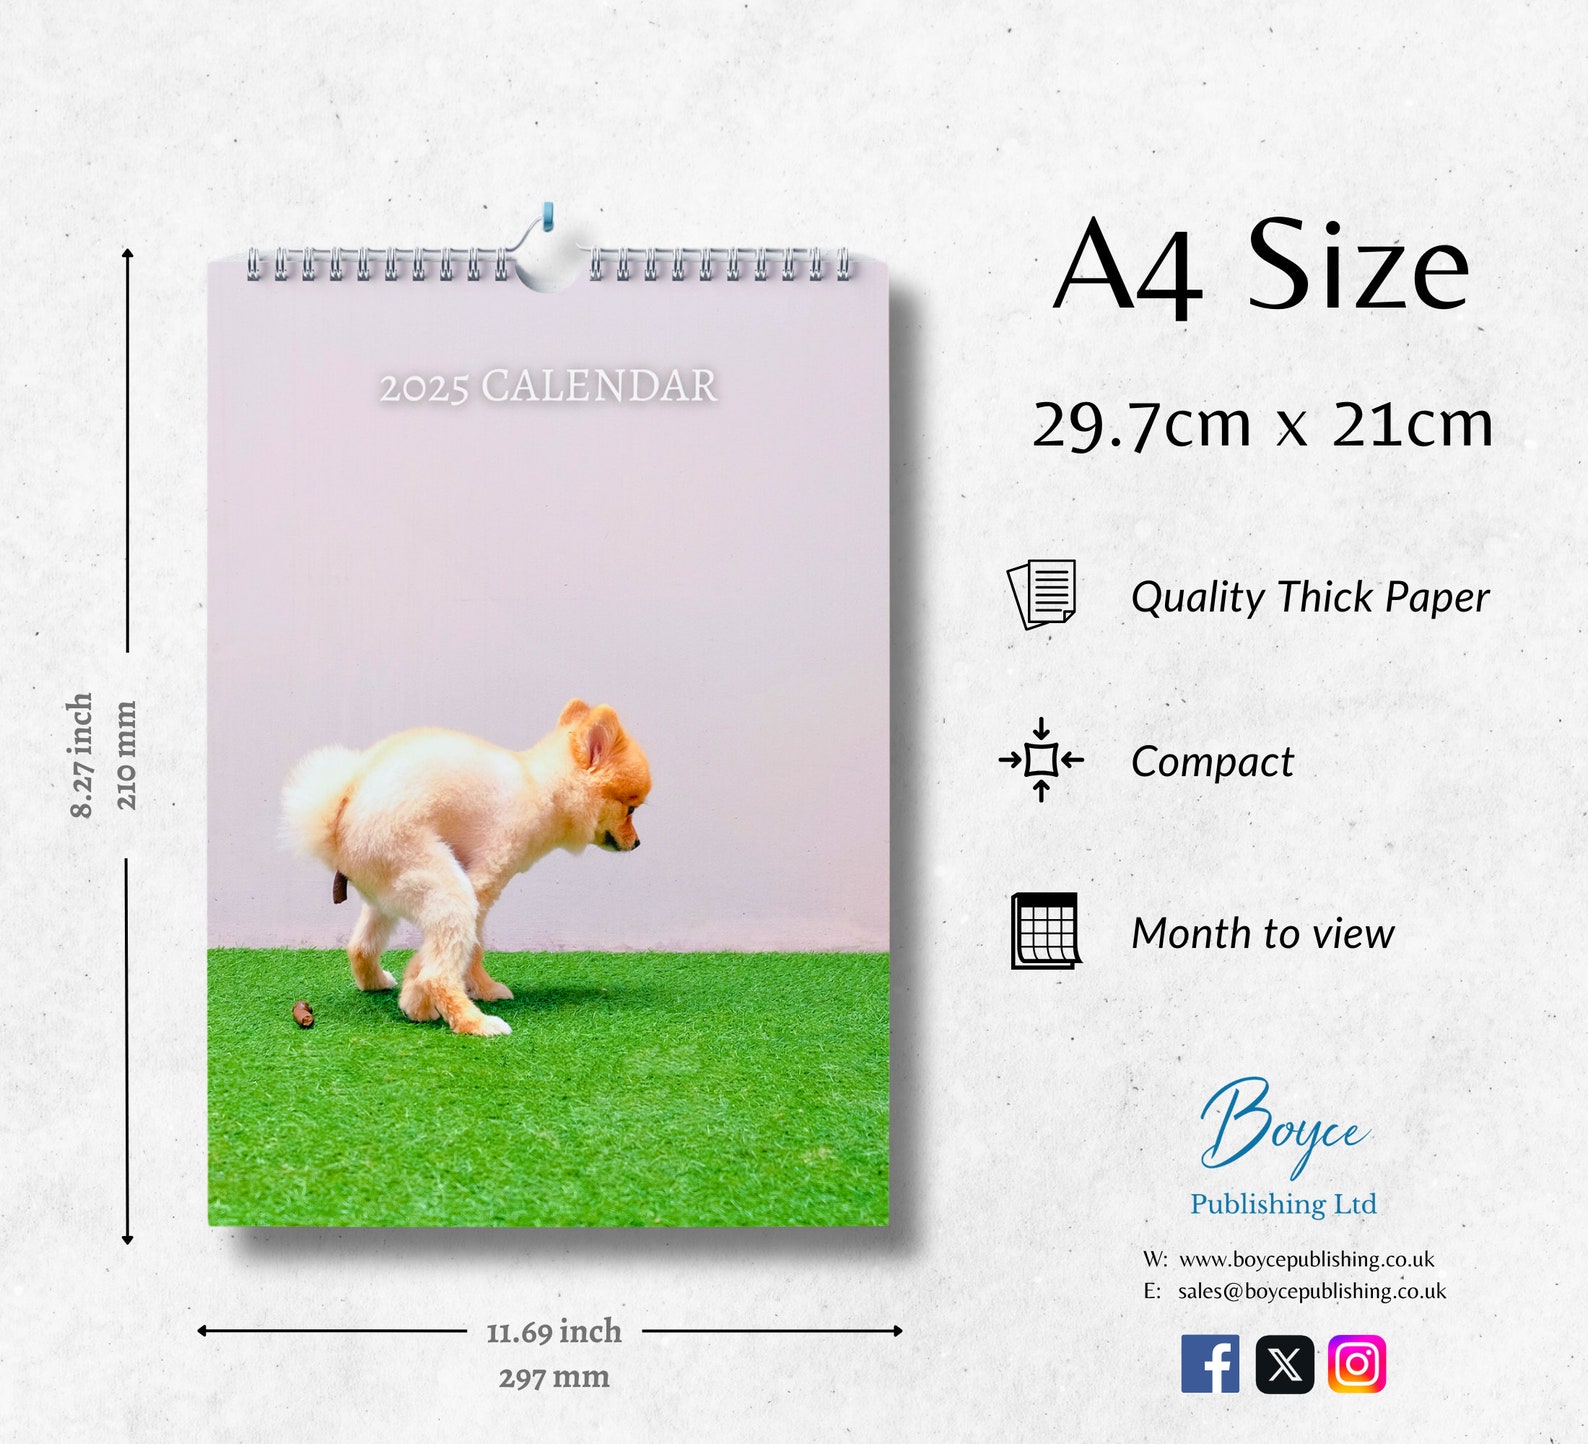 2025 CALENDAR
8.27 inch
210 mm
11.69 inch
297 mm
A4 Size
29.7cm x 21cm
Quality Thick Paper
Compact
Month to view
Boyce
Publishing Ltd
W: www.boycepublishing.co.uk
E: sales@boycepublishing.co.uk